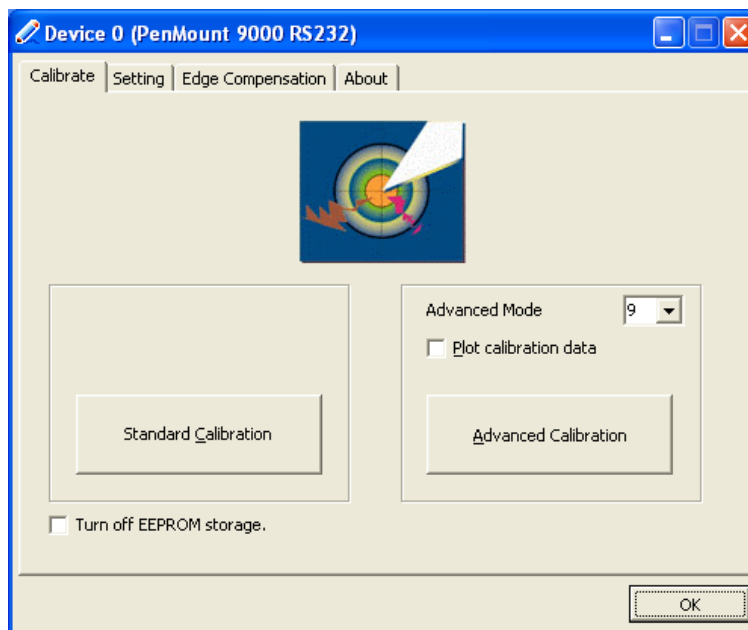 Device 0 (PenMount 9000 RS232)
Calibrate Setting Edge Compensation About
Advanced Mode 9
Plot calibration data
Standard Calibration Advanced Calibration
Turn off EEPROM storage.
OK